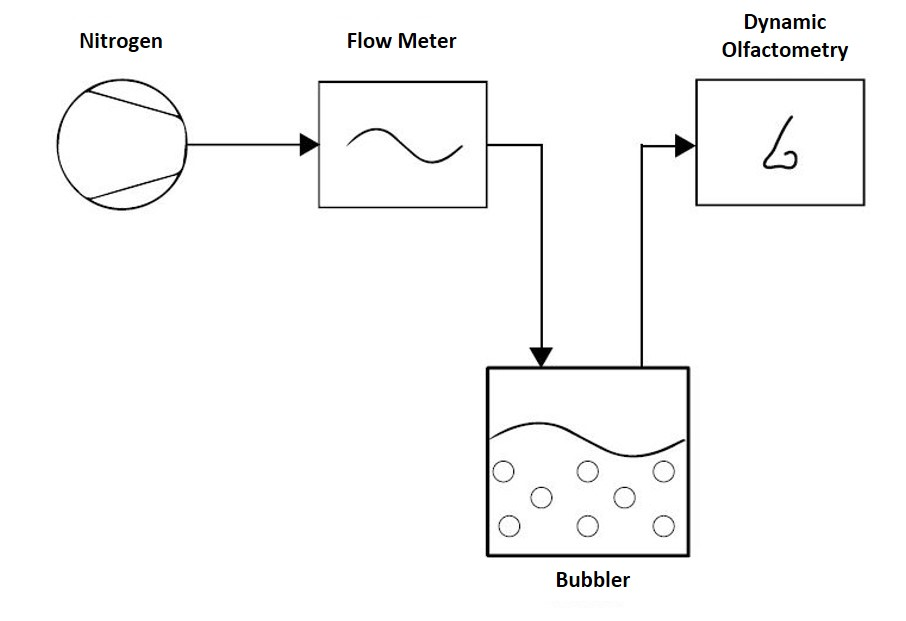 Nitrogen
Flow Meter
Dynamic
Olfactometry
Bubbler